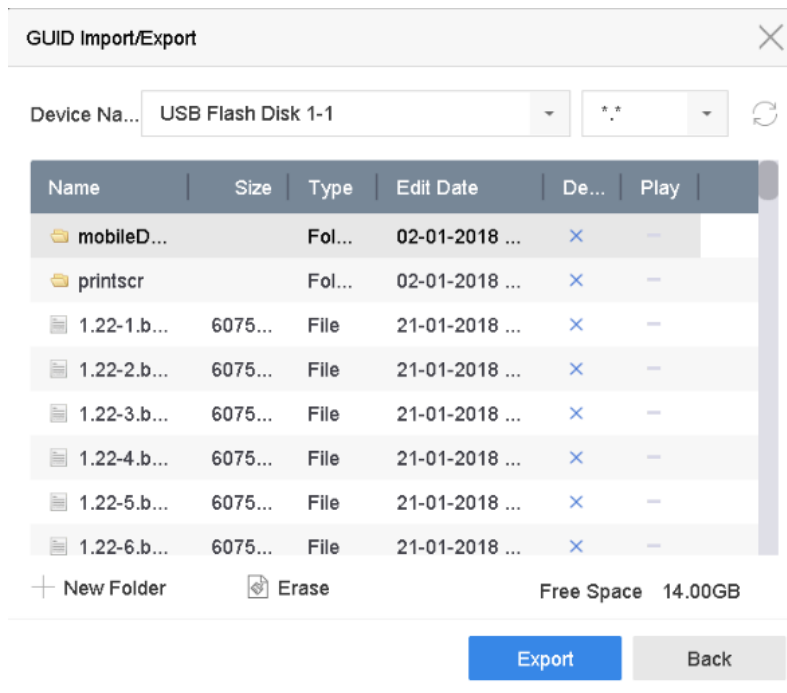 GUID Import/Export
Device Na... USB Flash Disk 1-1 *.*
Name Size Type Edit Date De... Play
mobileD... Fol... 02-01-2018 ...
printscr Fol... 02-01-2018 ...
1.22-1.b... 6075... File 21-01-2018 ...
1.22-2.b... 6075... File 21-01-2018 ...
1.22-3.b... 6075... File 21-01-2018 ...
1.22-4.b... 6075... File 21-01-2018 ...
1.22-5.b... 6075... File 21-01-2018 ...
1.22-6.b... 6075... File 21-01-2018 ...
New Folder Erase Free Space 14.00GB
Export Back